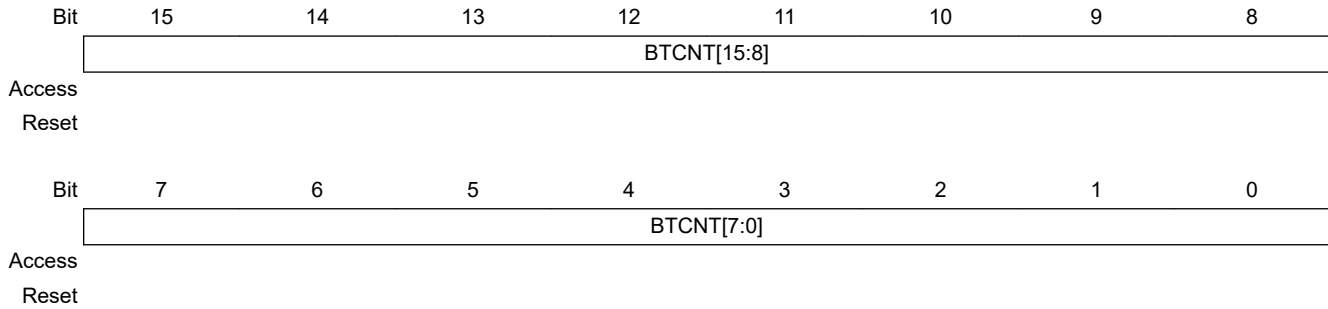 Bit 15 14 13 12 11 10 9 8
BTCNT[15:8]
Access
Reset
Bit 7 6 5 4 3 2 1 0
BTCNT[7:0]
Access
Reset